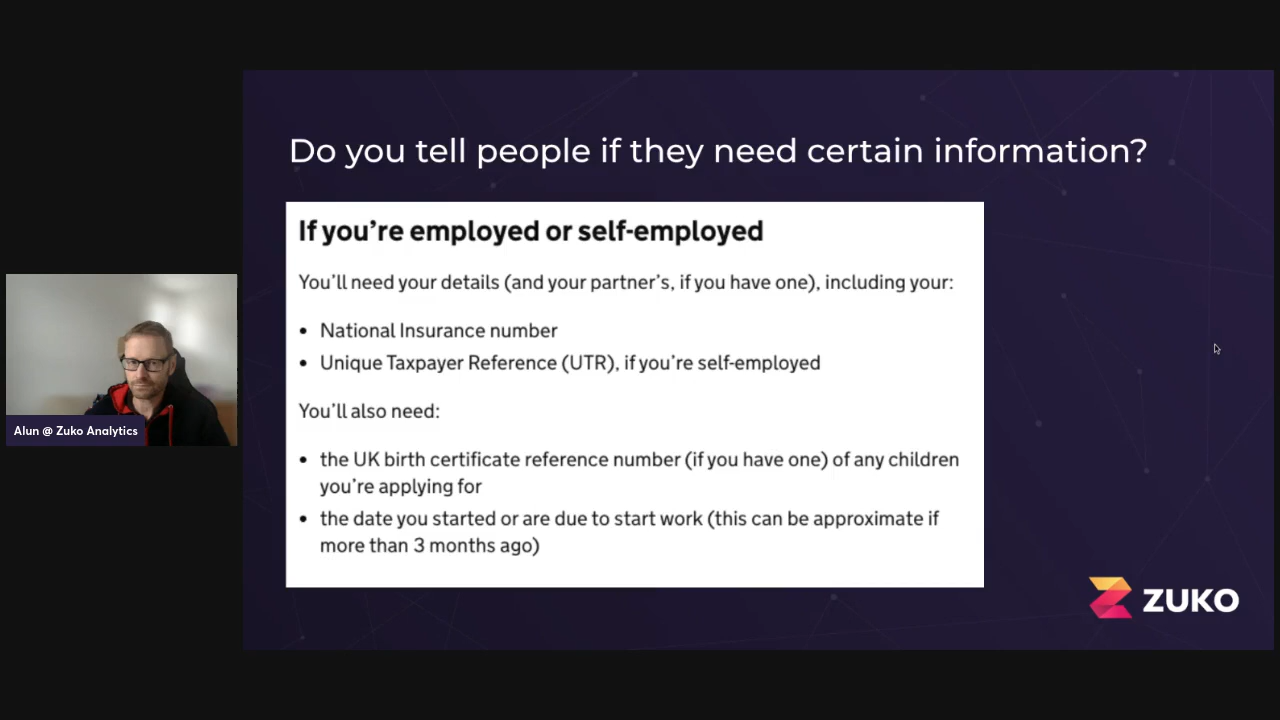 Do you tell people if they need certain information?
If you’re employed or self-employed
You’ll need your details (and your partner’s, if you have one), including your:
• National Insurance number
• Unique Taxpayer Reference (UTR), if you’re self-employed
You’ll also need:
• the UK birth certificate reference number (if you have one) of any children
you’re applying for
• the date you started or are due to start work (this can be approximate if
more than 3 months ago)
Alun @ Zuko Analytics
ZUKO